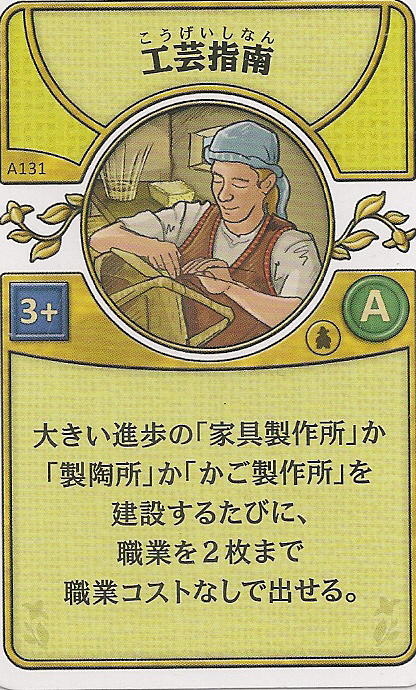 こうげいしなん
工芸指南
A131
3+
A
大きい進歩の「家具製作所」か
「製陶所」か「かご製作所」を
建設するたびに、
職業を２枚まで
職業コストなしで出せる。